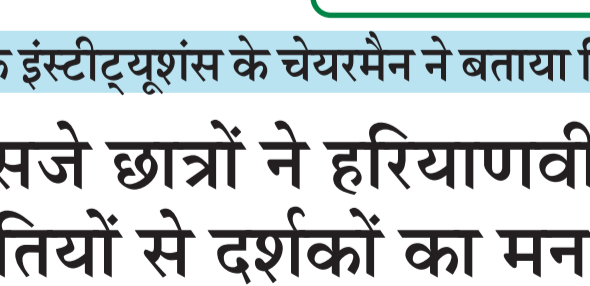 इंस्टीट्यूशंस के चेयरमैन ने बताया
सजे छात्रों ने हरियाणवी
तियों से दर्शकों का मन